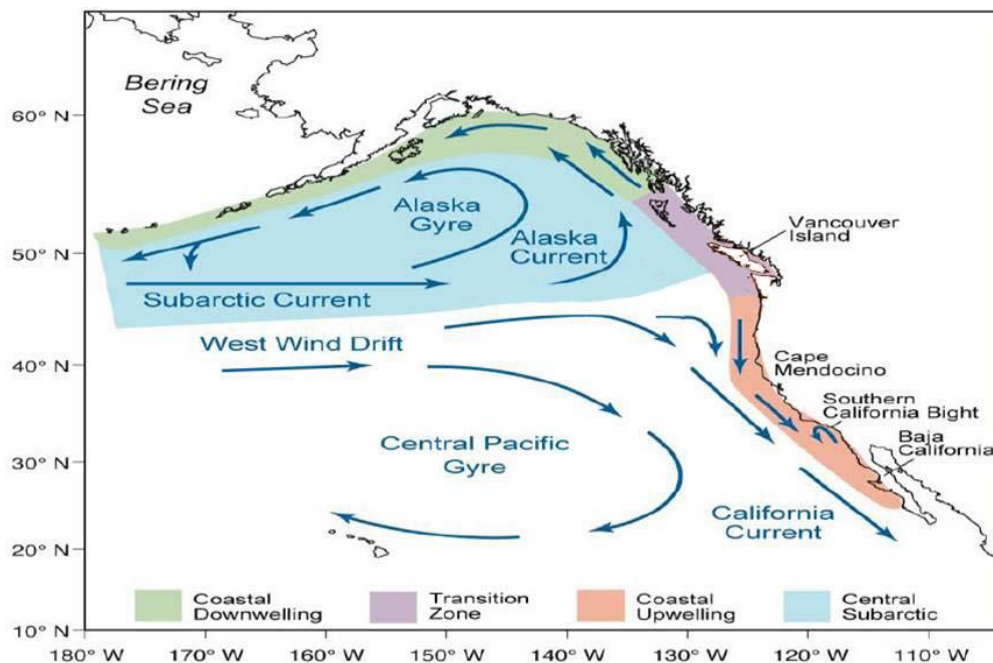 Bering
Sea
60° N
50° N
40° N
30° N
20° N
10° N
Alaska
Gyre
Alaska
Current
Subarctic Current
West Wind Drift
Central Pacific
Gyre
California
Current
Vancouver
Island
Cape
Mendocino
Southern
California Bight
Baja
California
Coastal
Downwelling
Transition
Zone
Coastal
Upwelling
Central
Subarctic
180° W
170° W
160° W
150° W
140° W
130° W
120° W
110° W